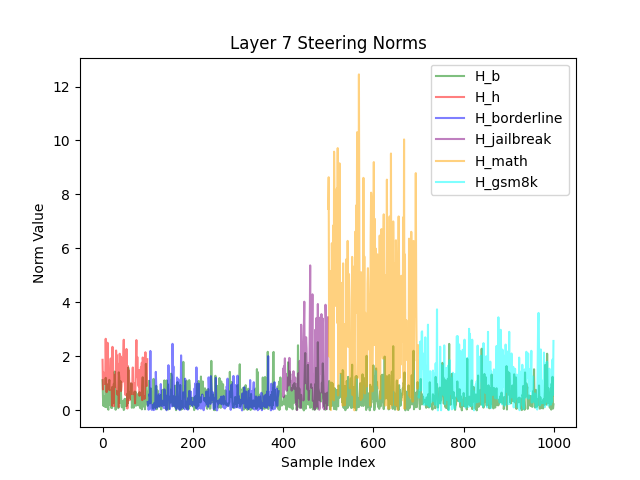 Layer 7 Steering Norms
Norm Value
12
10
8
6
4
2
0
H_b
H_h
H_borderline
H_jailbreak
H_math
H_gsm8k
0 200 400 600 800 1000
Sample Index